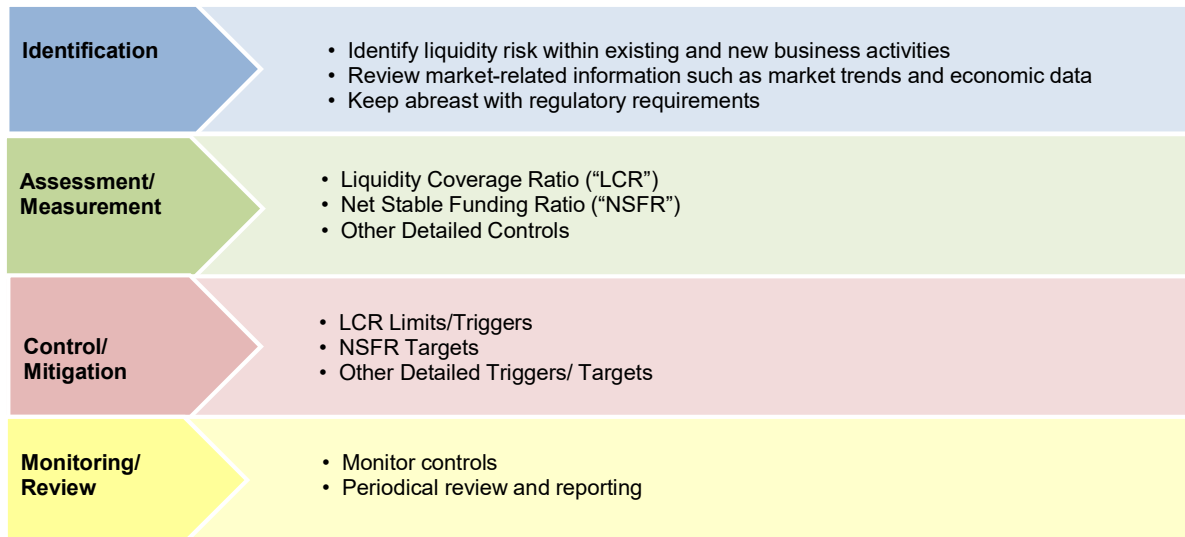 Identification
• Identify liquidity risk within existing and new business activities
• Review market-related information such as market trends and economic data
• Keep abreast with regulatory requirements
Assessment/
Measurement
• Liquidity Coverage Ratio (“LCR”)
• Net Stable Funding Ratio (“NSFR”)
• Other Detailed Controls
Control/
Mitigation
• LCR Limits/Triggers
• NSFR Targets
• Other Detailed Triggers/ Targets
Monitoring/
Review
• Monitor controls
• Periodical review and reporting